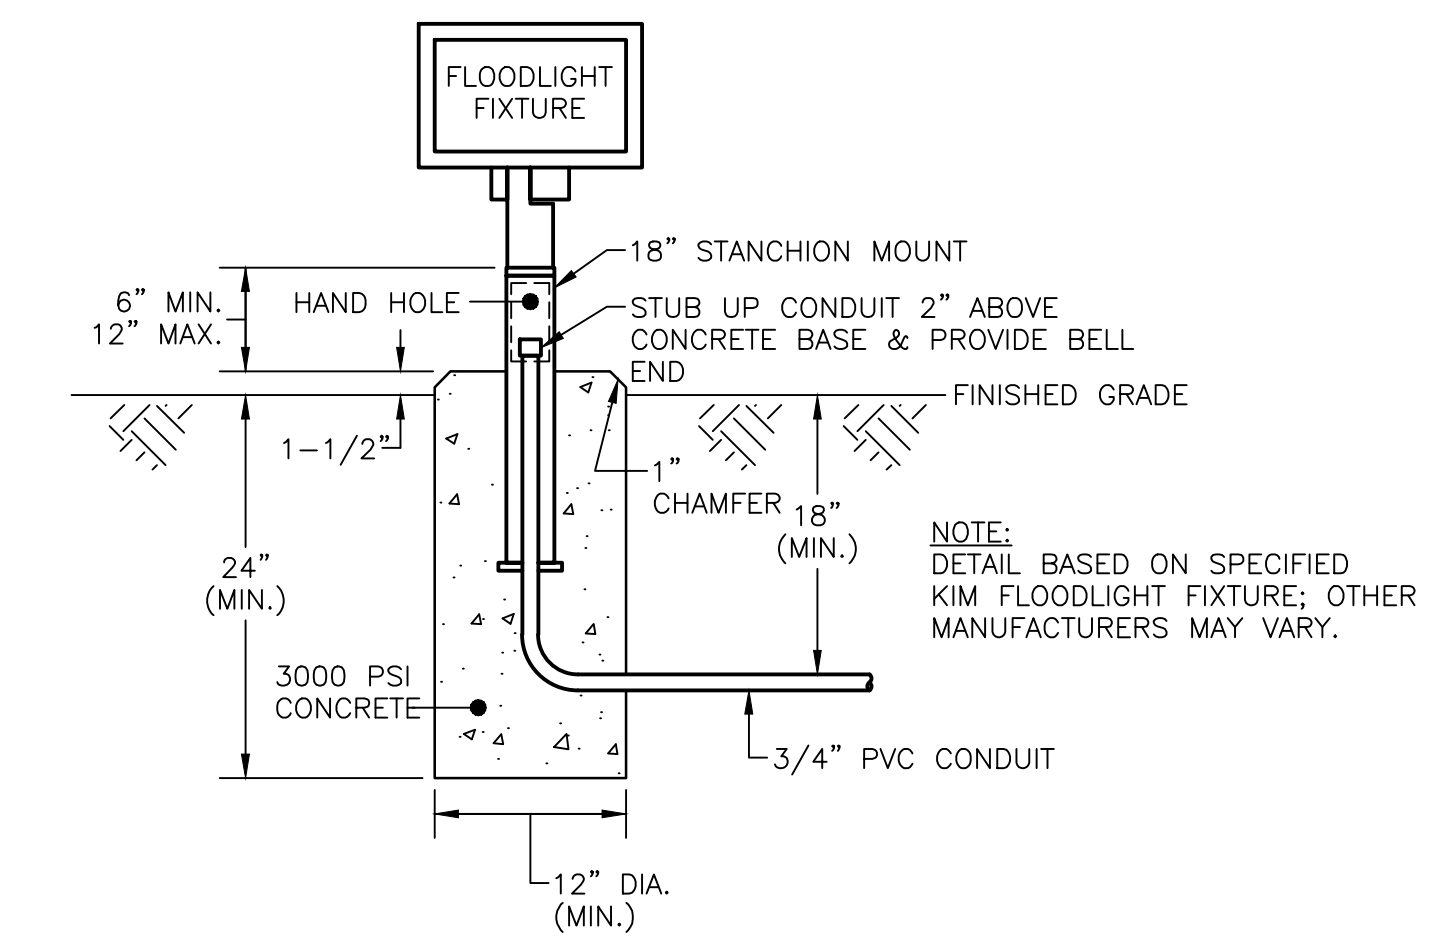 FLOODLIGHT
FIXTURE
18” STANCHION MOUNT
6” MIN.
12” MAX.
HAND HOLE
STUB UP CONDUIT 2” ABOVE
CONCRETE BASE & PROVIDE BELL
END
FINISHED GRADE
1-1/2”
1”
CHAMFER
18”
(MIN.)
24”
(MIN.)
NOTE:
DETAIL BASED ON SPECIFIED
KIM FLOODLIGHT FIXTURE; OTHER
MANUFACTURERS MAY VARY.
3000 PSI
CONCRETE
3/4” PVC CONDUIT
12” DIA.
(MIN.)